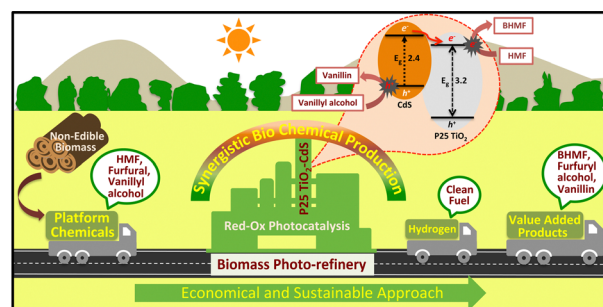 e⁻
e⁻
BHMF
HMF
E_g 2.4
E_g 3.2
Vanillin
Vanillyl alcohol
h⁺
CdS
h⁺
P25 TiO₂
Non-Edible
Biomass
HMF,
Furfural,
Vanillyl
alcohol
Platform
Chemicals
Synergistic Bio Chemical Production
P25 TiO₂-CdS
Red-Ox Photocatalysis
Biomass Photo-refinery
Clean
Fuel
Hydrogen
BHMF,
Furfuryl
alcohol,
Vanillin
Value Added
Products
Economical and Sustainable Approach